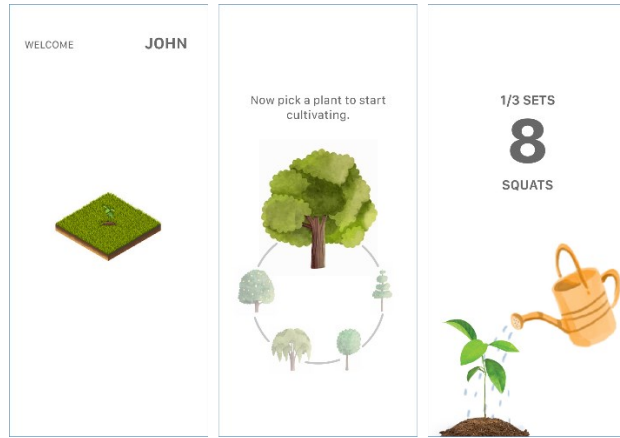 WELCOME JOHN
Now pick a plant to start
cultivating.
1/3 SETS
8
SQUATS